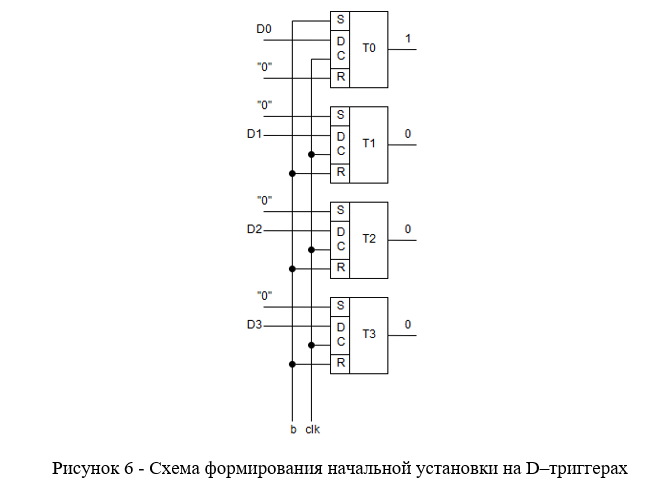 S
D0
D
T0
1
C
"0"
R
"0"
S
D1
D
T1
0
C
R
"0"
S
D2
D
T2
0
C
R
"0"
S
D3
D
T3
0
C
R
b clk
Рисунок 6 - Схема формирования начальной установки на D–триггерах